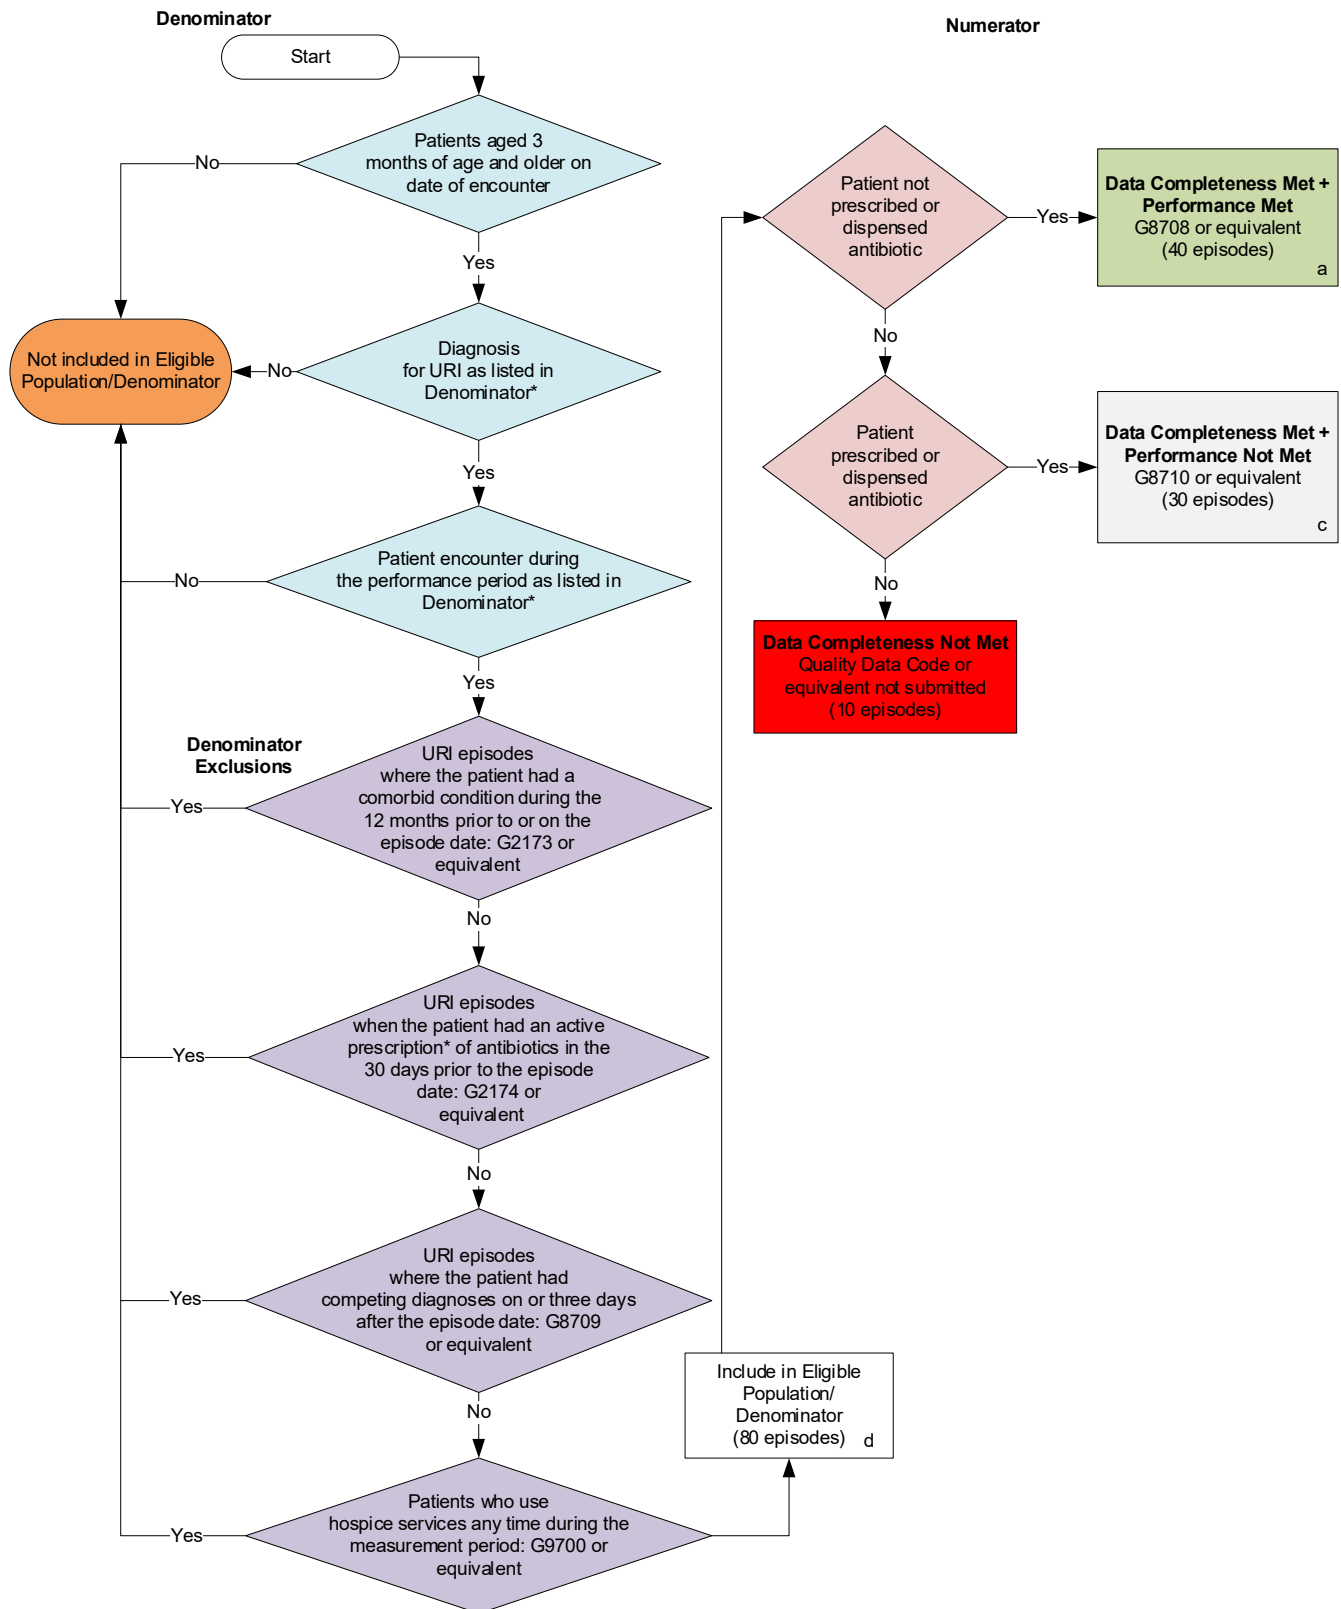 Denominator
Start
Patients aged 3
months of age and older on
date of encounter
No
Yes
Diagnosis
for URI as listed in
Denominator*
No
Not included in Eligible
Population/Denominator
Yes
Patient encounter during
the performance period as listed in
Denominator*
No
Yes
Denominator
Exclusions
URI episodes
where the patient had a
comorbid condition during the
12 months prior to or on the
episode date: G2173 or
equivalent
Yes
No
URI episodes
when the patient had an active
prescription* of antibiotics in the
30 days prior to the episode
date: G2174 or
equivalent
Yes
No
URI episodes
where the patient had
competing diagnoses on or three days
after the episode date: G8709
or equivalent
Yes
No
Patients who use
hospice services any time during the
measurement period: G9700 or
equivalent
Yes
Include in Eligible
Population/
Denominator
(80 episodes)
d
Numerator
Patient not
prescribed or
dispensed
antibiotic
Yes
Data Completeness Met +
Performance Met
G8708 or equivalent
(40 episodes)
a
No
Patient
prescribed or
dispensed
antibiotic
Yes
Data Completeness Met +
Performance Not Met
G8710 or equivalent
(30 episodes)
c
No
Data Completeness Not Met
Quality Data Code or
equivalent not submitted
(10 episodes)